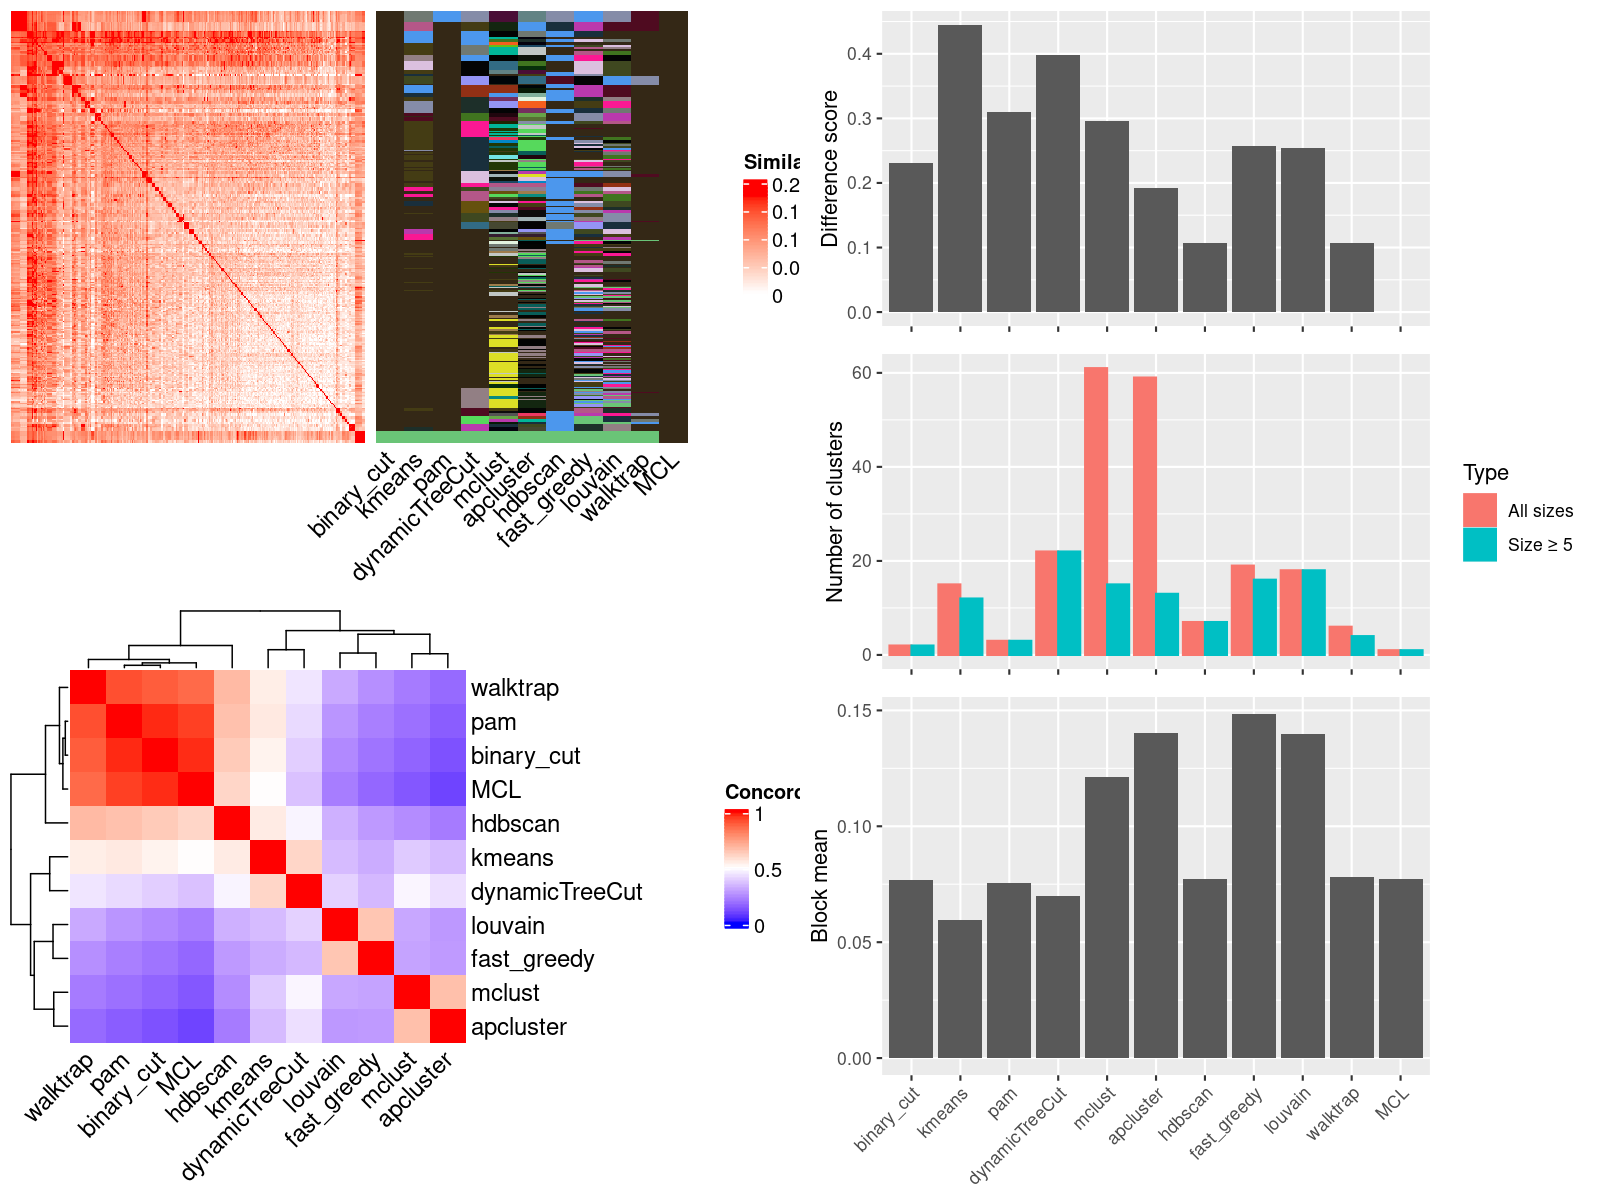 Simila
0.2
0.1
0.1
0.0
0
binary_cut
kmeans
pam
dynamicTreeCut
mclust
apcluster
hdbscan
fast_greedy
louvain
walktrap
MCL
walktrap
pam
binary_cut
MCL
hdbscan
kmeans
dynamicTreeCut
louvain
fast_greedy
mclust
apcluster
walktrap
pam
binary_cut
MCL
hdbscan
kmeans
dynamicTreeCut
louvain
fast_greedy
mclust
apcluster
Concord
1
0.5
0
Difference score
0.4
0.3
0.2
0.1
0.0
Number of clusters
60
40
20
0
Type
All sizes
Size ≥ 5
Block mean
0.15
0.10
0.05
0.00
binary_cut
kmeans
pam
dynamicTreeCut
mclust
apcluster
hdbscan
fast_greedy
louvain
walktrap
MCL